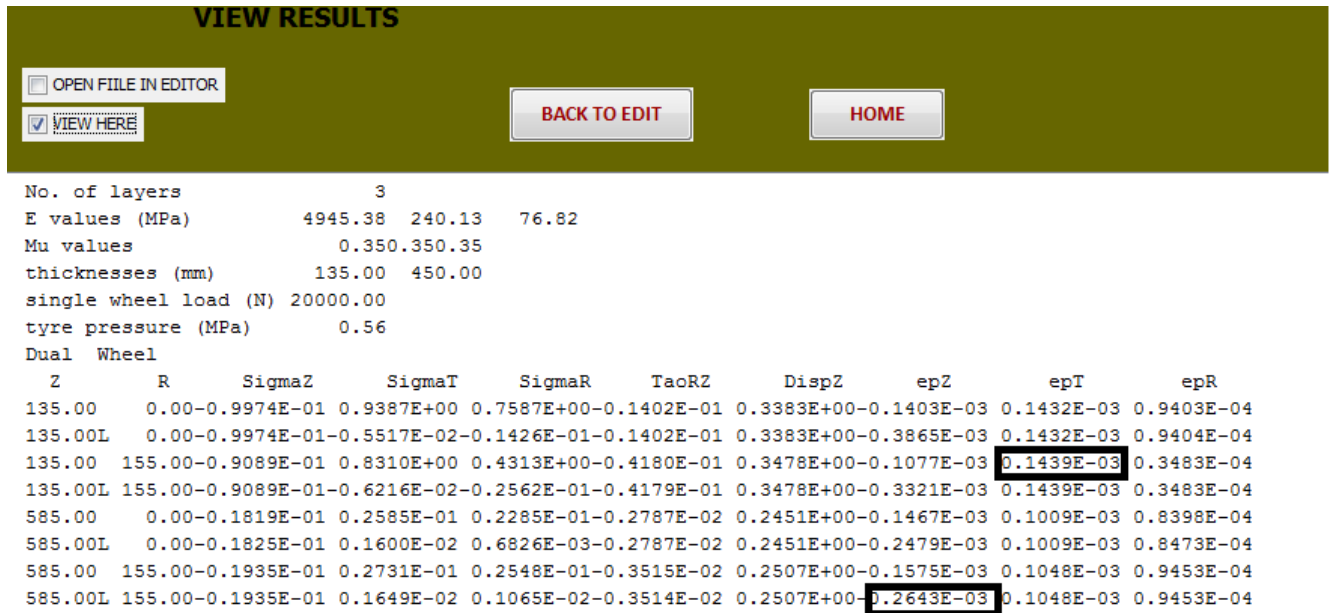 VIEW RESULTS
OPEN FIILE IN EDITOR
VIEW HERE
BACK TO EDIT
HOME
No. of layers 3
E values (MPa) 4945.38 240.13 76.82
Mu values 0.350.350.35
thicknesses (mm) 135.00 450.00
single wheel load (N) 20000.00
tyre pressure (MPa) 0.56
Dual Wheel
Z R SigmaZ SigmaT SigmaR TaoRZ DispZ epZ epT epR
135.00 0.00-0.9974E-01 0.9387E+00 0.7587E+00-0.1402E-01 0.3383E+00-0.1403E-03 0.1432E-03 0.9403E-04
135.00L 0.00-0.9974E-01-0.5517E-02-0.1426E-01-0.1402E-01 0.3383E+00-0.3865E-03 0.1432E-03 0.9404E-04
135.00 155.00-0.9089E-01 0.8310E+00 0.4313E+00-0.4180E-01 0.3478E+00-0.1077E-03 0.1439E-03 0.3483E-04
135.00L 155.00-0.9089E-01-0.6216E-02-0.2562E-01-0.4179E-01 0.3478E+00-0.3321E-03 0.1439E-03 0.3483E-04
585.00 0.00-0.1819E-01 0.2585E-01 0.2285E-01-0.2787E-02 0.2451E+00-0.1467E-03 0.1009E-03 0.8398E-04
585.00L 0.00-0.1825E-01 0.1600E-02 0.6826E-03-0.2787E-02 0.2451E+00-0.2479E-03 0.1009E-03 0.8473E-04
585.00 155.00-0.1935E-01 0.2731E-01 0.2548E-01-0.3515E-02 0.2507E+00-0.1575E-03 0.1048E-03 0.9453E-04
585.00L 155.00-0.1935E-01 0.1649E-02 0.1065E-02-0.3514E-02 0.2507E+00-0.2643E-03 0.1048E-03 0.9453E-04